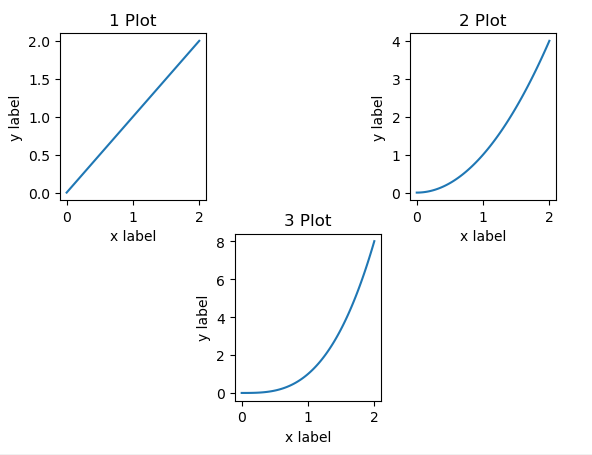 1 Plot
2.0
1.5
1.0
0.5
0.0
y label
0 1 2
x label
2 Plot
4
3
2
1
0
y label
0 1 2
x label
3 Plot
8
6
4
2
0
y label
0 1 2
x label